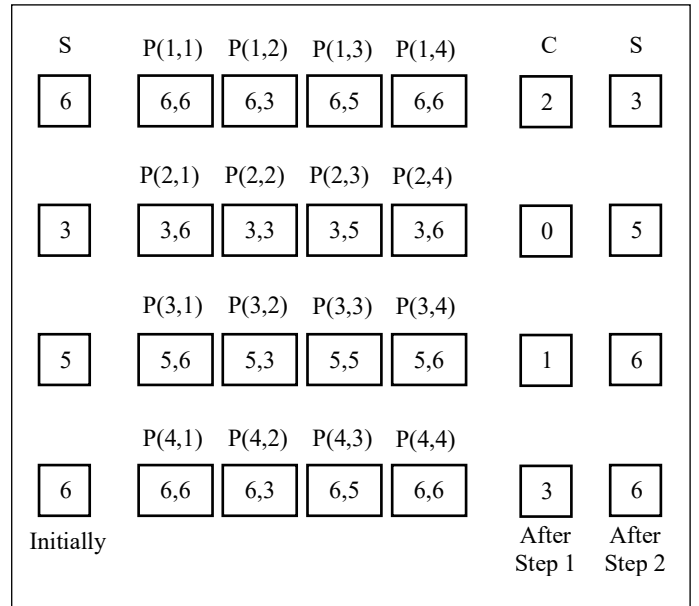 S P(1,1) P(1,2) P(1,3) P(1,4) C S
6 6,6 6,3 6,5 6,6 2 3
P(2,1) P(2,2) P(2,3) P(2,4)
3 3,6 3,3 3,5 3,6 0 5
P(3,1) P(3,2) P(3,3) P(3,4)
5 5,6 5,3 5,5 5,6 1 6
P(4,1) P(4,2) P(4,3) P(4,4)
6 6,6 6,3 6,5 6,6 3 6
Initially After After
Step 1 Step 2